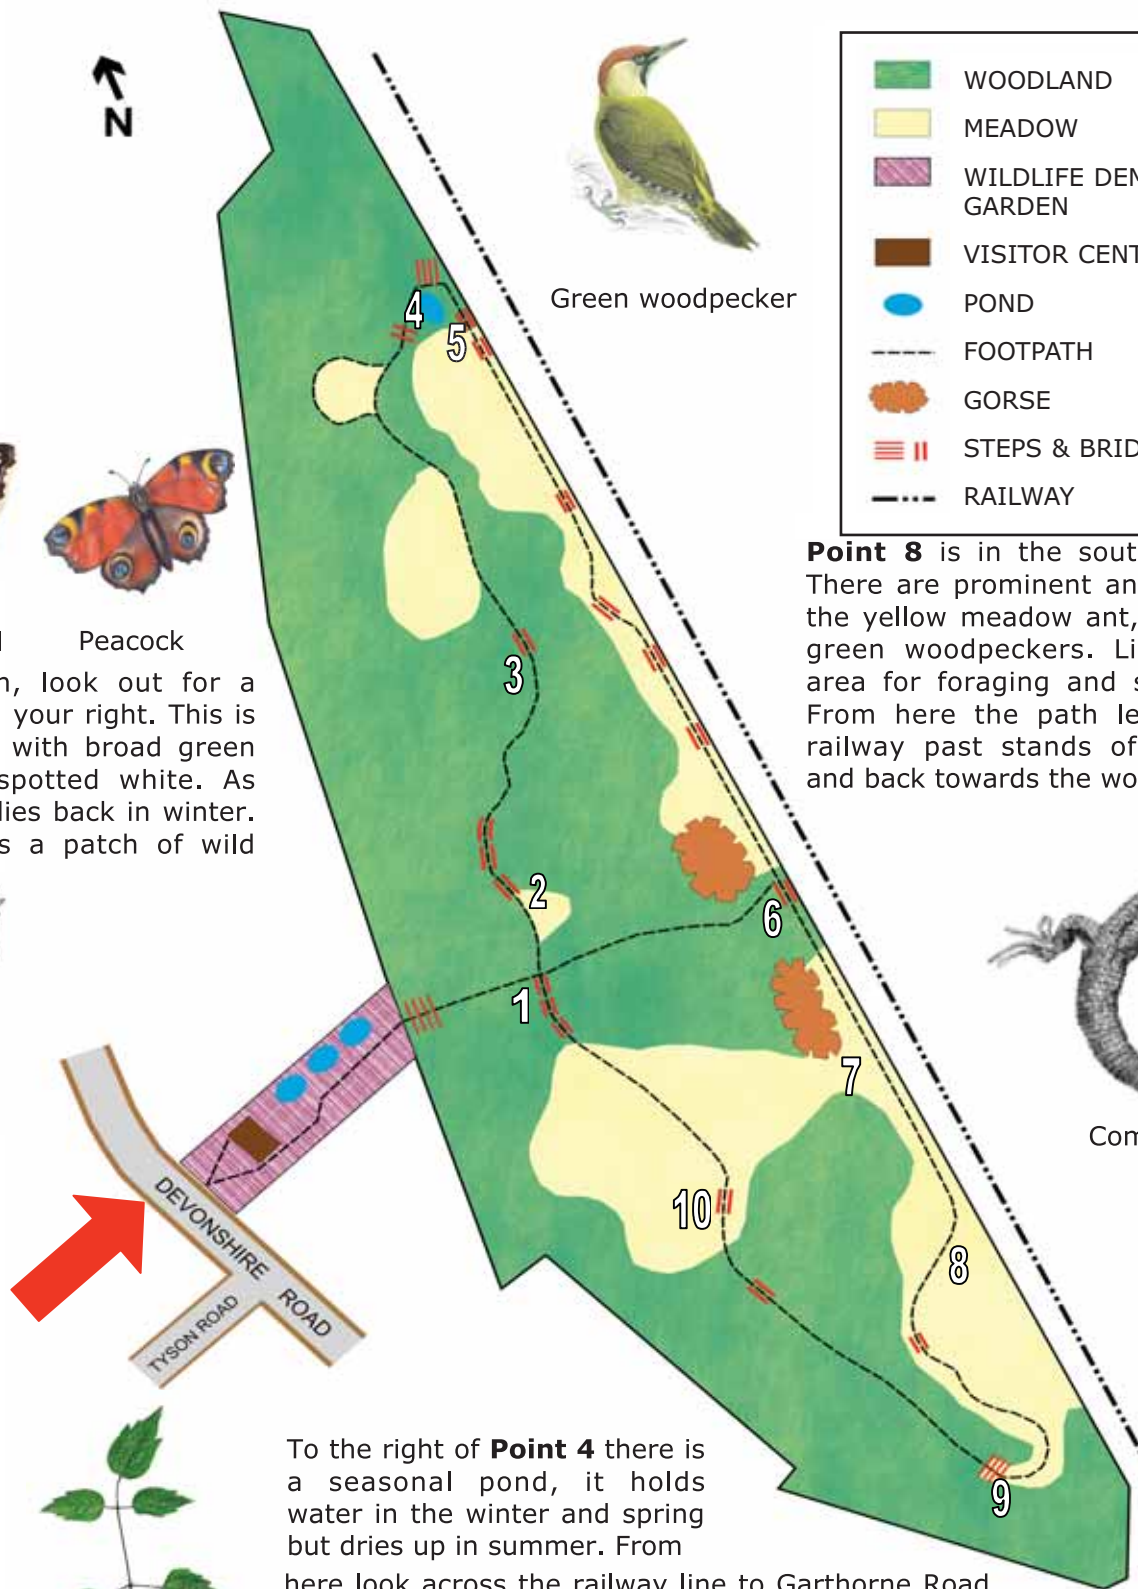 N
Green woodpecker
WOODLAND
MEADOW
WILDLIFE DEM
GARDEN
VISITOR CENT
POND
FOOTPATH
GORSE
STEPS & BRID
RAILWAY
4
5
3
2
6
1
7
10
8
9
Peacock
n, look out for a
your right. This is
with broad green
spotted white. As
lies back in winter.
s a patch of wild
Point 8 is in the sout
There are prominent an
the yellow meadow ant,
green woodpeckers. Li
area for foraging and s
From here the path le
railway past stands of
and back towards the wo
Com
DEVONSHIRE ROAD
TYSON ROAD
To the right of Point 4 there is
a seasonal pond, it holds
water in the winter and spring
but dries up in summer. From
here look across the railway line to Garthorne Road